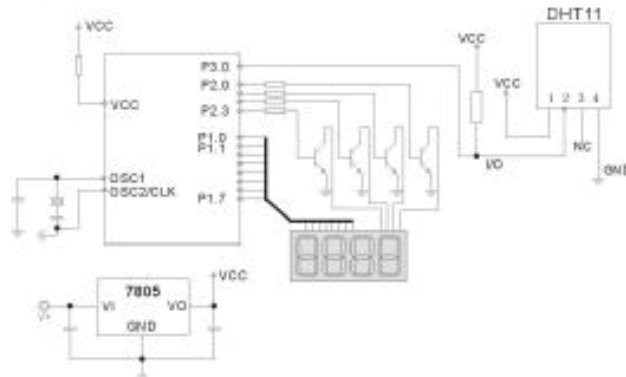 DHT11
VCC
VCC
P3.0
P2.0
P2.3
VCC
VCC
1 2 3 4
P1.0
P1.1
I/O
NC
GND
OSC1
OSC2/CLK
P1.7
VCC
7805
VI VO
GND